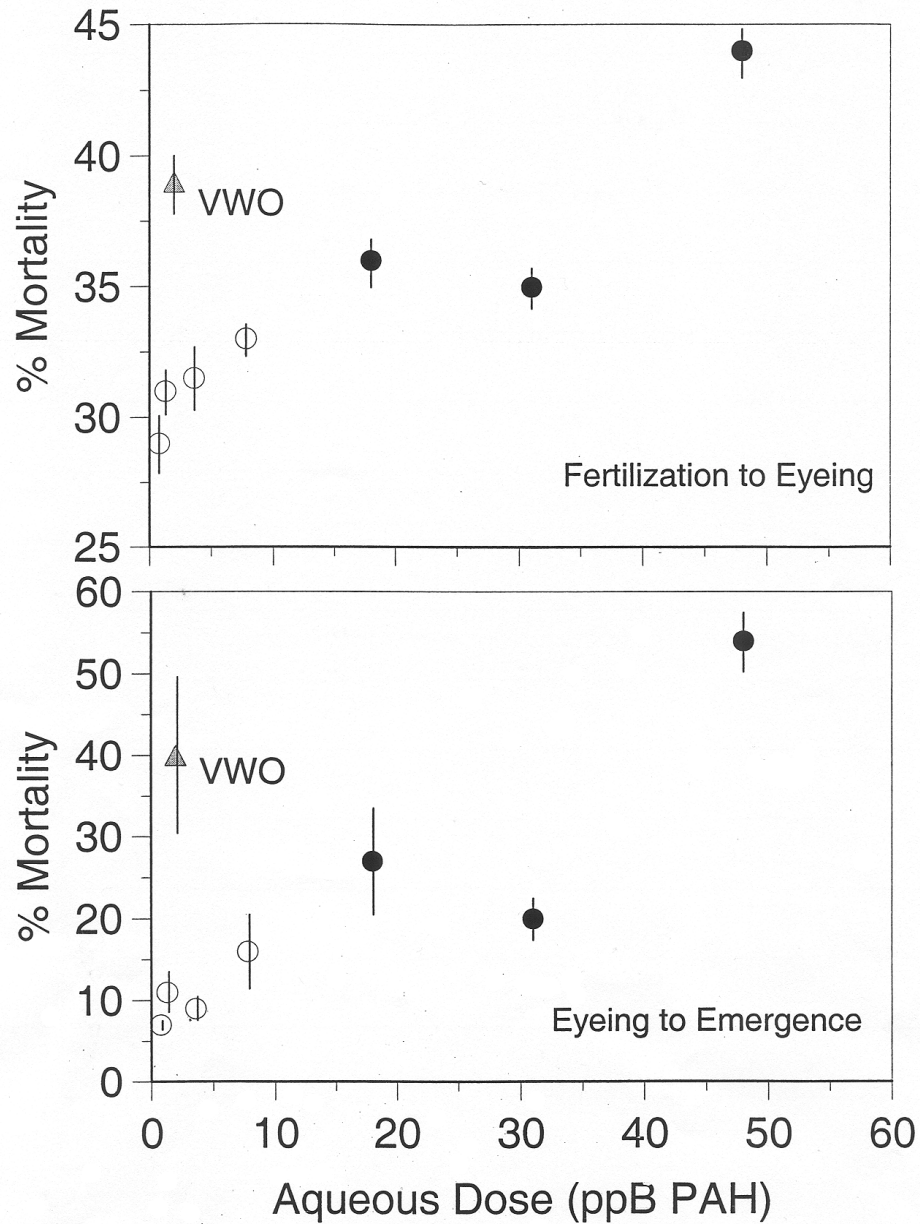 45
40
35
30
25
% Mortality
VWO
Fertilization to Eyeing
60
50
40
30
20
10
0
% Mortality
VWO
Eyeing to Emergence
0 10 20 30 40 50 60
Aqueous Dose (ppB PAH)